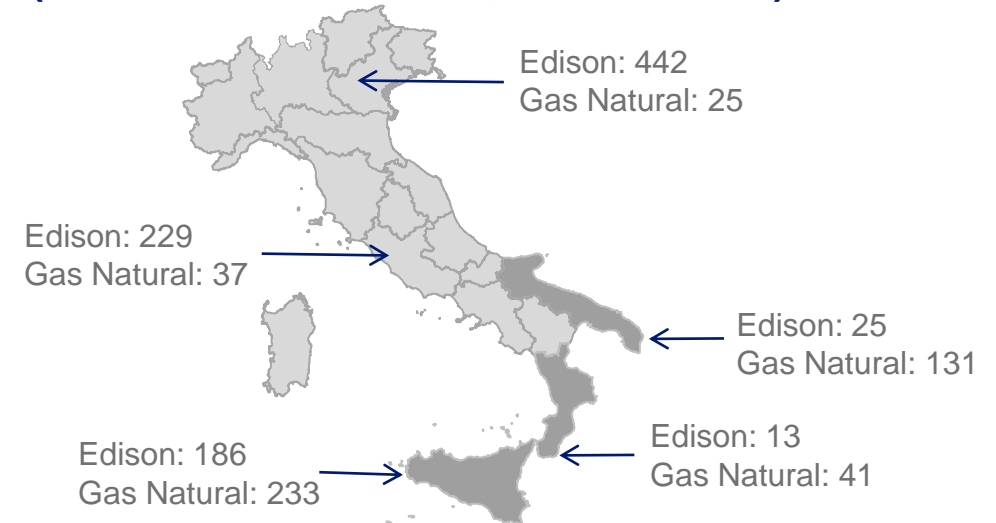 Edison: 442
Gas Natural: 25
Edison: 229
Gas Natural: 37
Edison: 25
Gas Natural: 131
Edison: 13
Gas Natural: 41
Edison: 186
Gas Natural: 233